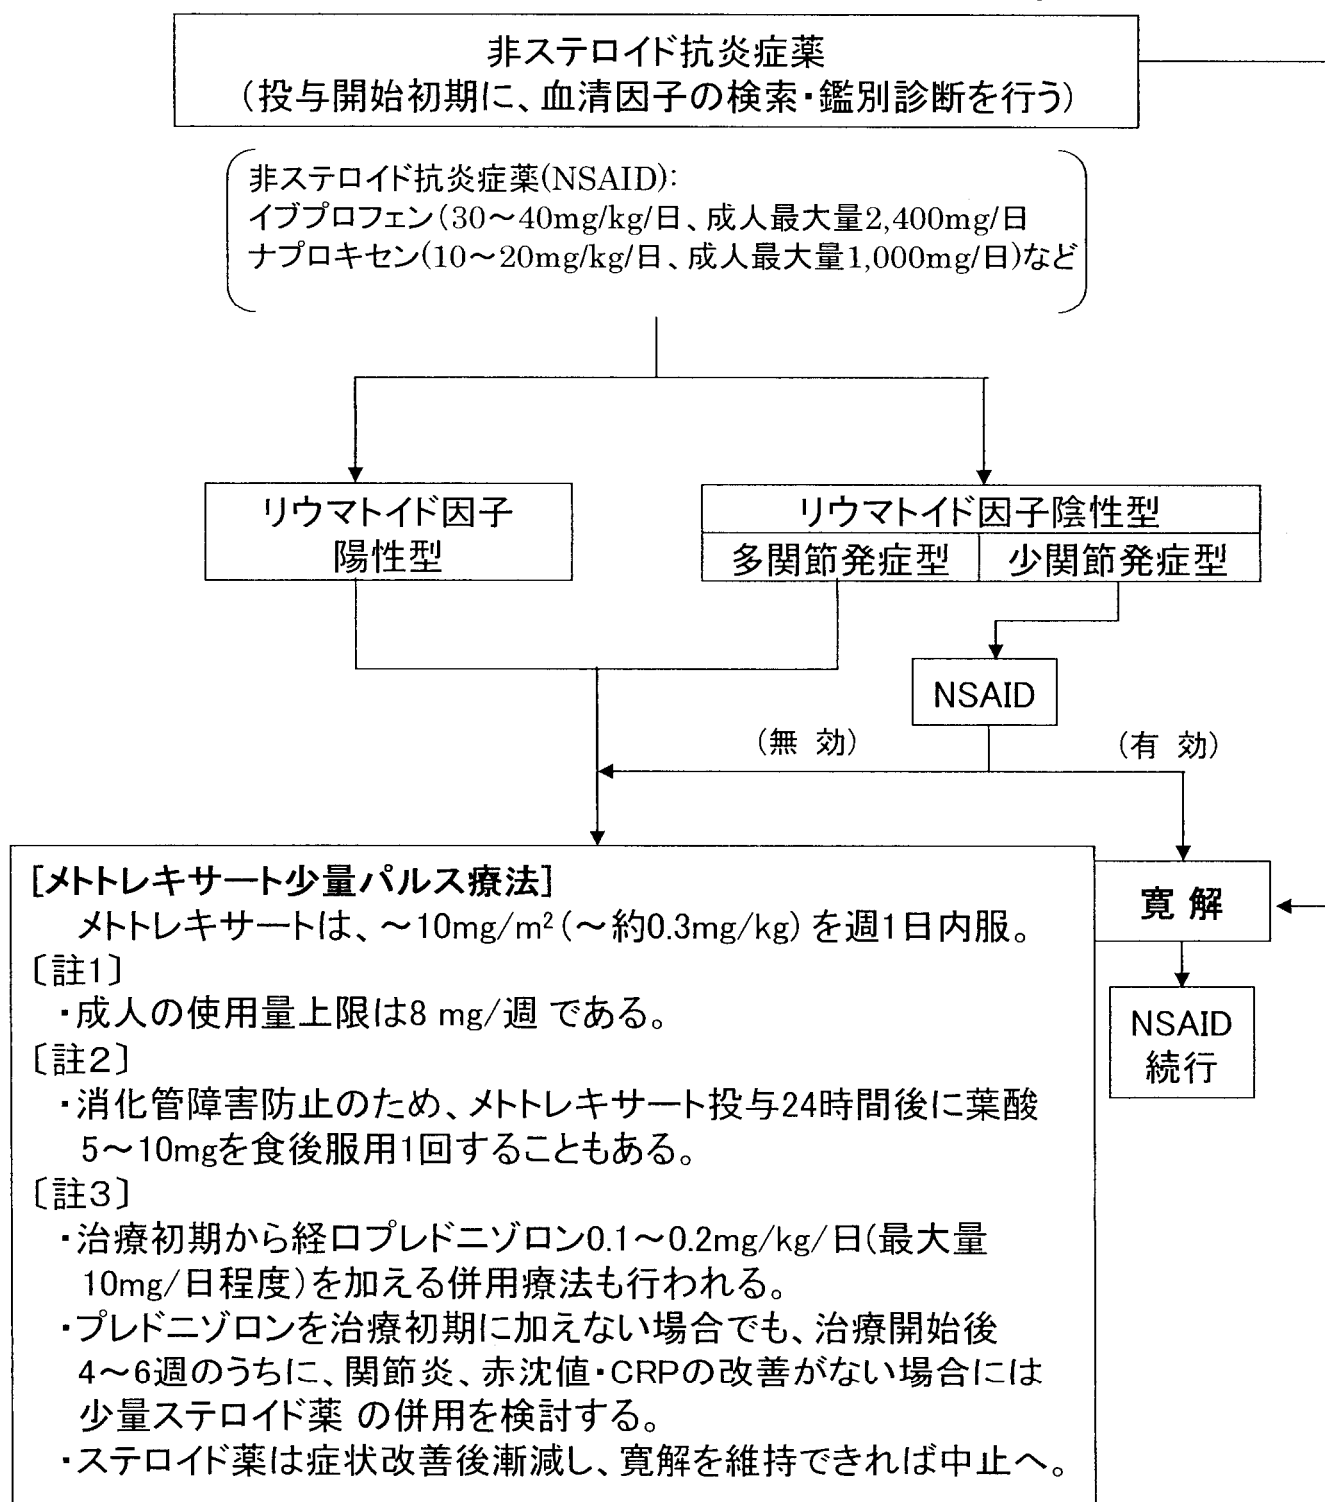 非ステロイド抗炎症薬
(投与開始初期に、血清因子の検索・鑑別診断を行う)
非ステロイド抗炎症薬(NSAID):
イブプロフェン(30～40mg/kg/日、成人最大量2,400mg/日
ナプロキセン(10～20mg/kg/日、成人最大量1,000mg/日)など
リウマトイド因子
陽性型
リウマトイド因子陰性型
多関節発症型
少関節発症型
NSAID
(無 効)
(有 効)
[メトトレキサート少量パルス療法]
メトトレキサートは、～10mg/m²(～約0.3mg/kg) を週1日内服。
〔註1〕
・成人の使用量上限は8 mg/週 である。
〔註2〕
・消化管障害防止のため、メトトレキサート投与24時間後に葉酸
5～10mgを食後服用1回することもある。
〔註3〕
・治療初期から経口プレドニゾロン0.1～0.2mg/kg/日(最大量
10mg/日程度)を加える併用療法も行われる。
・プレドニゾロンを治療初期に加えない場合でも、治療開始後
4～6週のうちに、関節炎、赤沈値・CRPの改善がない場合には
少量ステロイド薬 の併用を検討する。
・ステロイド薬は症状改善後漸減し、寛解を維持できれば中止へ。
寛 解
NSAID
続行